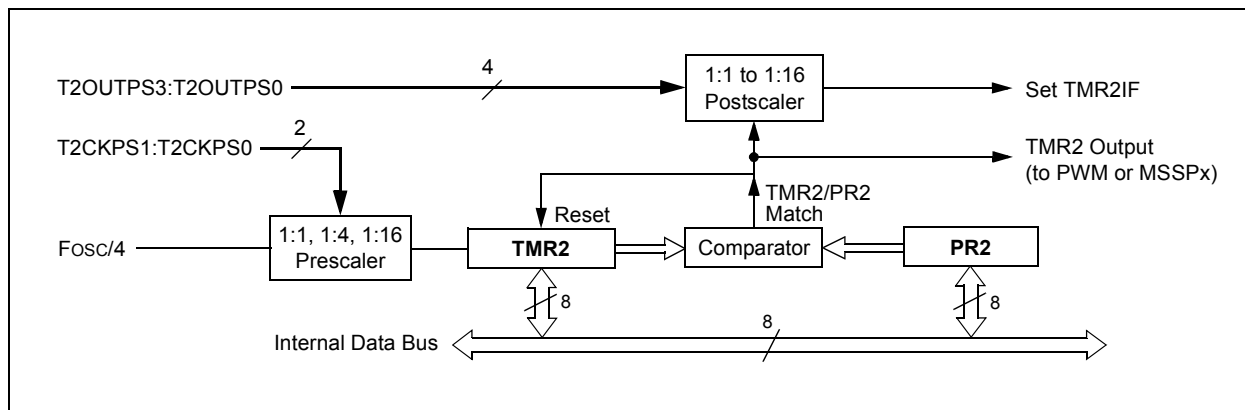 4
1:1 to 1:16
Postscaler
T2OUTPS3:T2OUTPS0
Set TMR2IF
2
T2CKPS1:T2CKPS0
TMR2 Output
(to PWM or MSSPx)
TMR2/PR2
Match
Reset
1:1, 1:4, 1:16
Prescaler
FOSC/4
TMR2
Comparator
PR2
8
8
8
Internal Data Bus